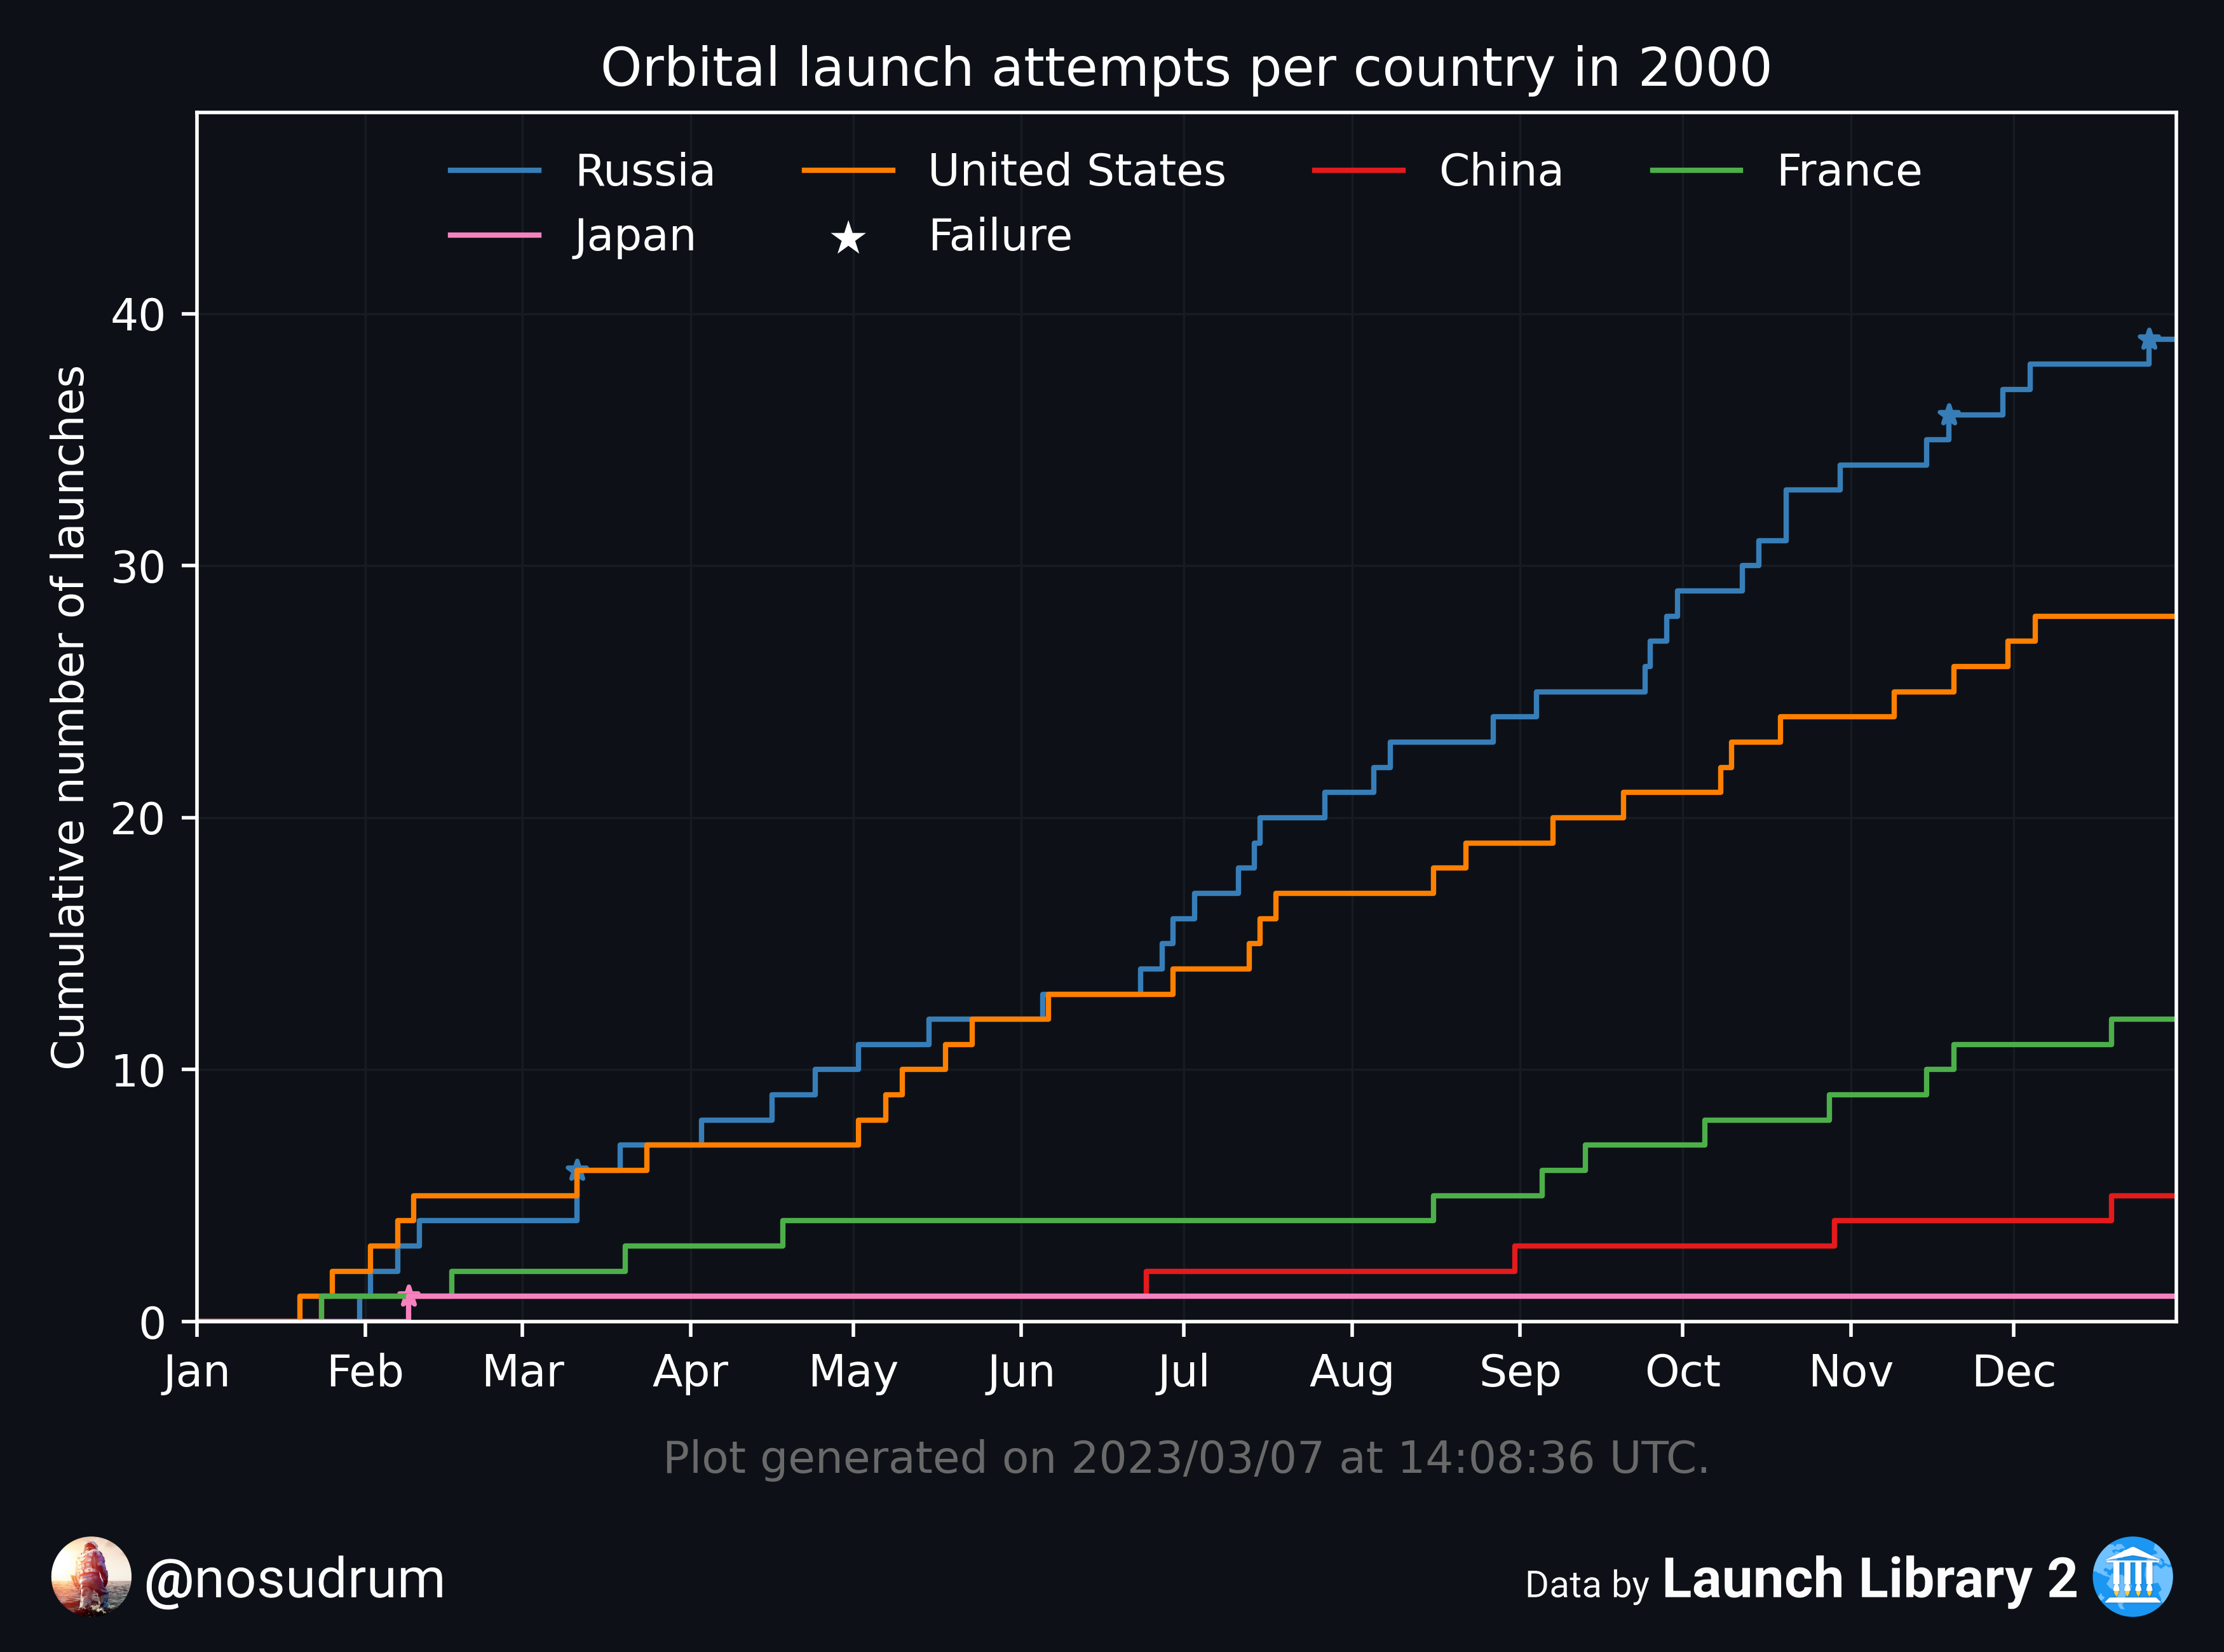 Orbital launch attempts per country in 2000
Russia United States China France
Japan Failure
Cumulative number of launches
40
30
20
10
0
Jan Feb Mar Apr May Jun Jul Aug Sep Oct Nov Dec
Plot generated on 2023/03/07 at 14:08:36 UTC.
@nosudrum
Data by Launch Library 2